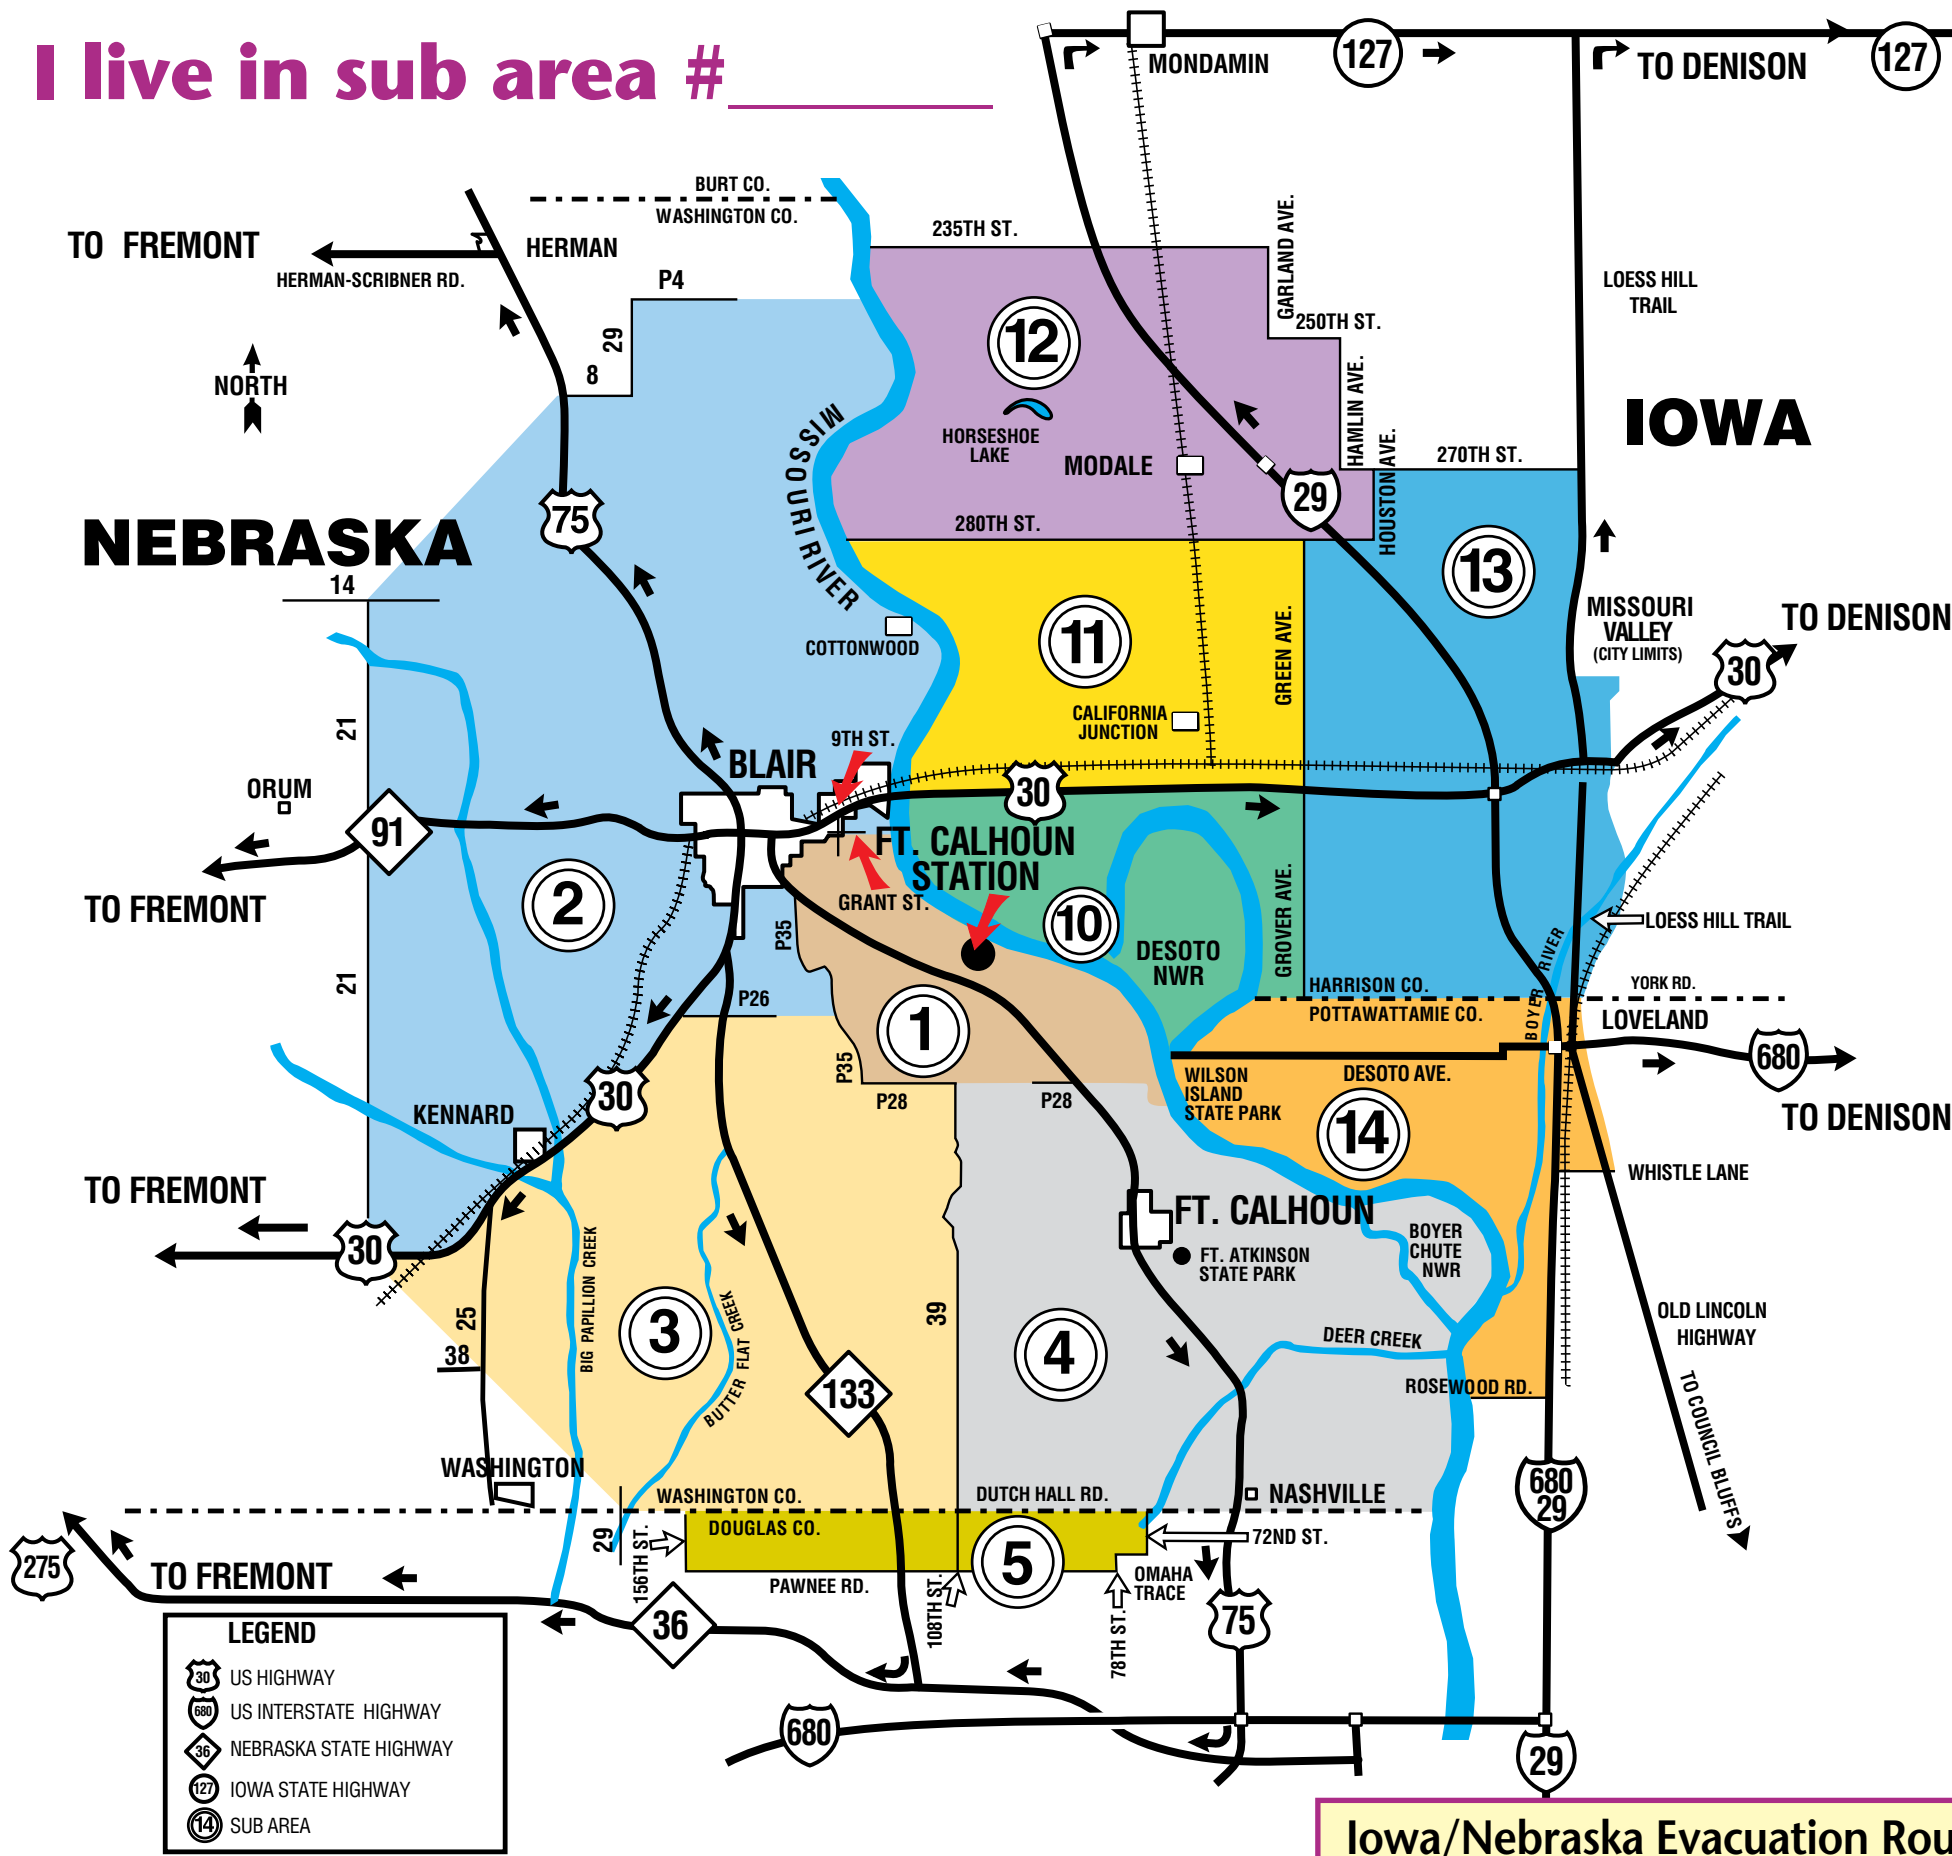 I live in sub area #
MONDAMIN
127
TO DENISON
127
BURT CO.
WASHINGTON CO.
TO FREMONT
HERMAN
HERMAN-SCRIBNER RD.
235TH ST.
GARLAND AVE.
P4
29
8
LOESS HILL
TRAIL
12
250TH ST.
NORTH
HAMLIN AVE.
HORSESHOE
LAKE
MODALE
IOWA
MISSOURI RIVER
HOUSTON AVE.
270TH ST.
29
75
NEBRASKA
280TH ST.
14
13
MISSOURI
VALLEY
(CITY LIMITS)
TO DENISON
30
COTTONWOOD
11
GREEN AVE.
21
CALIFORNIA
JUNCTION
9TH ST.
BLAIR
ORUM
91
30
FT. CALHOUN
STATION
TO FREMONT
2
GRANT ST.
P35
10
DESOTO
NWR
GROVER AVE.
LOESS HILL TRAIL
BOYER RIVER
21
P26
HARRISON CO.
POTTAWATTAMIE CO.
YORK RD.
LOVELAND
1
680
P35
P28
P28
WILSON
ISLAND
STATE PARK
DESOTO AVE.
TO DENISON
30
KENNARD
14
WHISTLE LANE
TO FREMONT
30
FT. CALHOUN
FT. ATKINSON
STATE PARK
BOYER
CHUTE
NWR
BIG PAPILLION CREEK
BUTTER FLAT CREEK
25
38
3
39
4
133
DEER CREEK
OLD LINCOLN
HIGHWAY
ROSEWOOD RD.
TO COUNCIL BLUFFS
WASHINGTON
WASHINGTON CO.
DUTCH HALL RD.
NASHVILLE
680
29
DOUGLAS CO.
29
156TH ST.
5
72ND ST.
275
TO FREMONT
PAWNEE RD.
108TH ST.
78TH ST.
OMAHA
TRACE
36
75
680
29
LEGEND
30 US HIGHWAY
680 US INTERSTATE HIGHWAY
36 NEBRASKA STATE HIGHWAY
127 IOWA STATE HIGHWAY
14 SUB AREA
Iowa/Nebraska Evacuation Rou